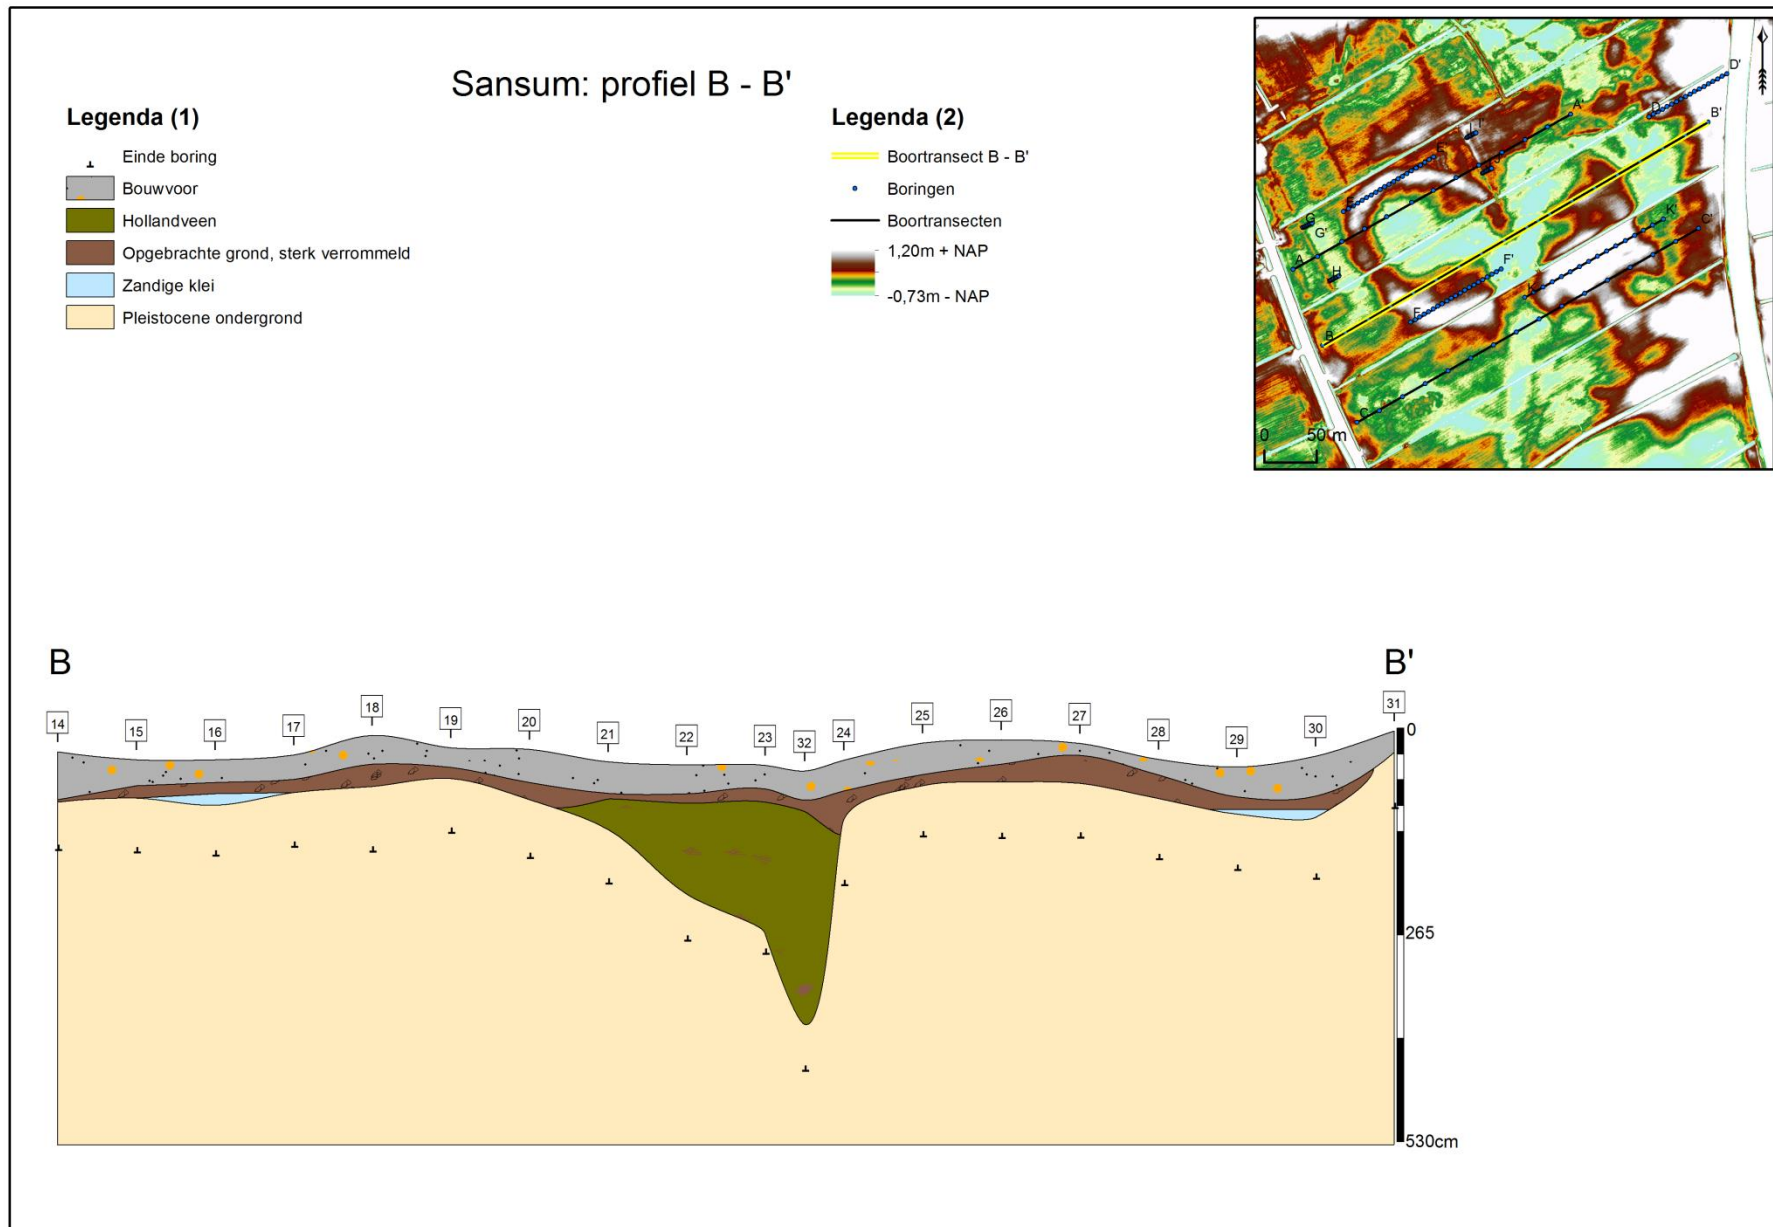 Sansum: profiel B - B'
Legenda (1)
Einde boring
Bouwvoor
Hollandveen
Opgebrachte grond, sterk verrommeld
Zandige klei
Pleistocene ondergrond
Legenda (2)
Boortransect B - B'
Boringen
Boortransecten
1,20m + NAP
-0,73m - NAP
D'
D
B'
A'
I I'
J
E'
E
G
G'
A
H
K'
C'
F'
K
F
B
C
0 50 m
B
B'
14
15
16
17
18
19
20
21
22
23
32
24
25
26
27
28
29
30
31
0
265
530cm